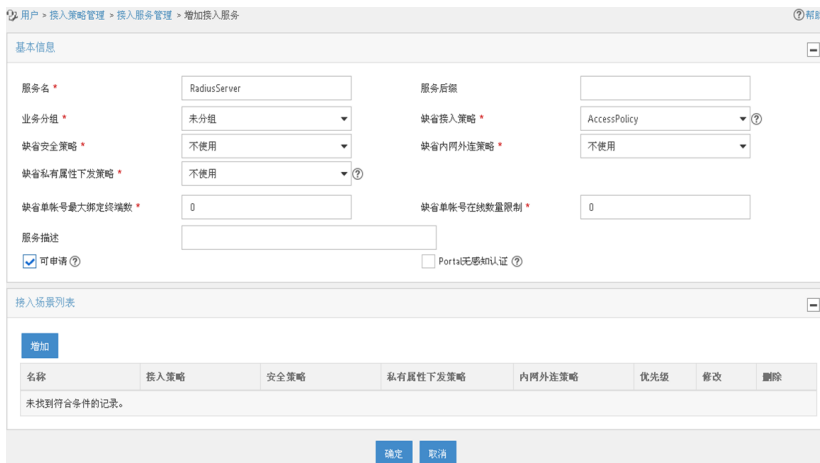 用户 > 接入策略管理 > 接入服务管理 > 增加接入服务 帮助
基本信息
服务名 * RadiusServer 服务后缀
业务分组 * 未分组 缺省接入策略 * AccessPolicy
缺省安全策略 * 不使用 缺省内网外连策略 * 不使用
缺省私有属性下发策略 * 不使用
缺省单帐号最大绑定终端数 * 0 缺省单帐号在线数量限制 * 0
服务描述
可申请 Portal无感知认证
接入场景列表
增加
名称 接入策略 安全策略 私有属性下发策略 内网外连策略 优先级 修改 删除
未找到符合条件的记录。
确定 取消